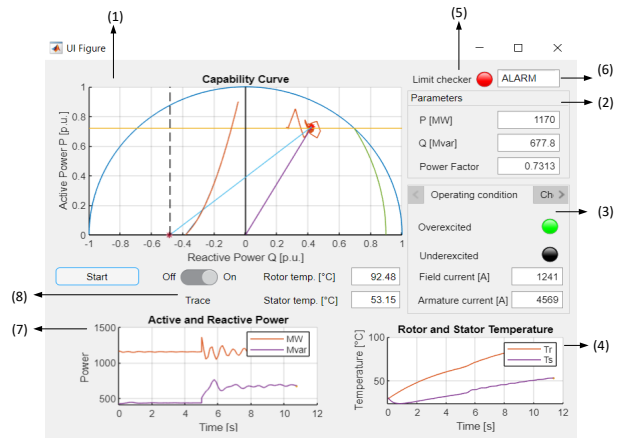 (1)
(5)
UI Figure
Capability Curve
Limit checker
ALARM
(6)
Parameters
(2)
P [MW]
1170
Q [Mvar]
677.8
Power Factor
0.7313
Active Power P [p.u.]
1
0.8
0.6
0.4
0.2
0
-1 -0.8 -0.6 -0.4 -0.2 0 0.2 0.4 0.6 0.8 1
Reactive Power Q [p.u.]
Operating condition
Ch
(3)
Overexcited
Underexcited
Field current [A]
1241
Armature current [A]
4569
Start
Off
On
Trace
Rotor temp. [°C]
92.48
Stator temp. [°C]
53.15
(8)
(7)
Active and Reactive Power
Power
1500
1000
500
MW
Mvar
0 2 4 6 8 10 12
Time [s]
Rotor and Stator Temperature
Temperature [°C]
100
50
Tr
Ts
0 2 4 6 8 10 12
Time [s]
(4)